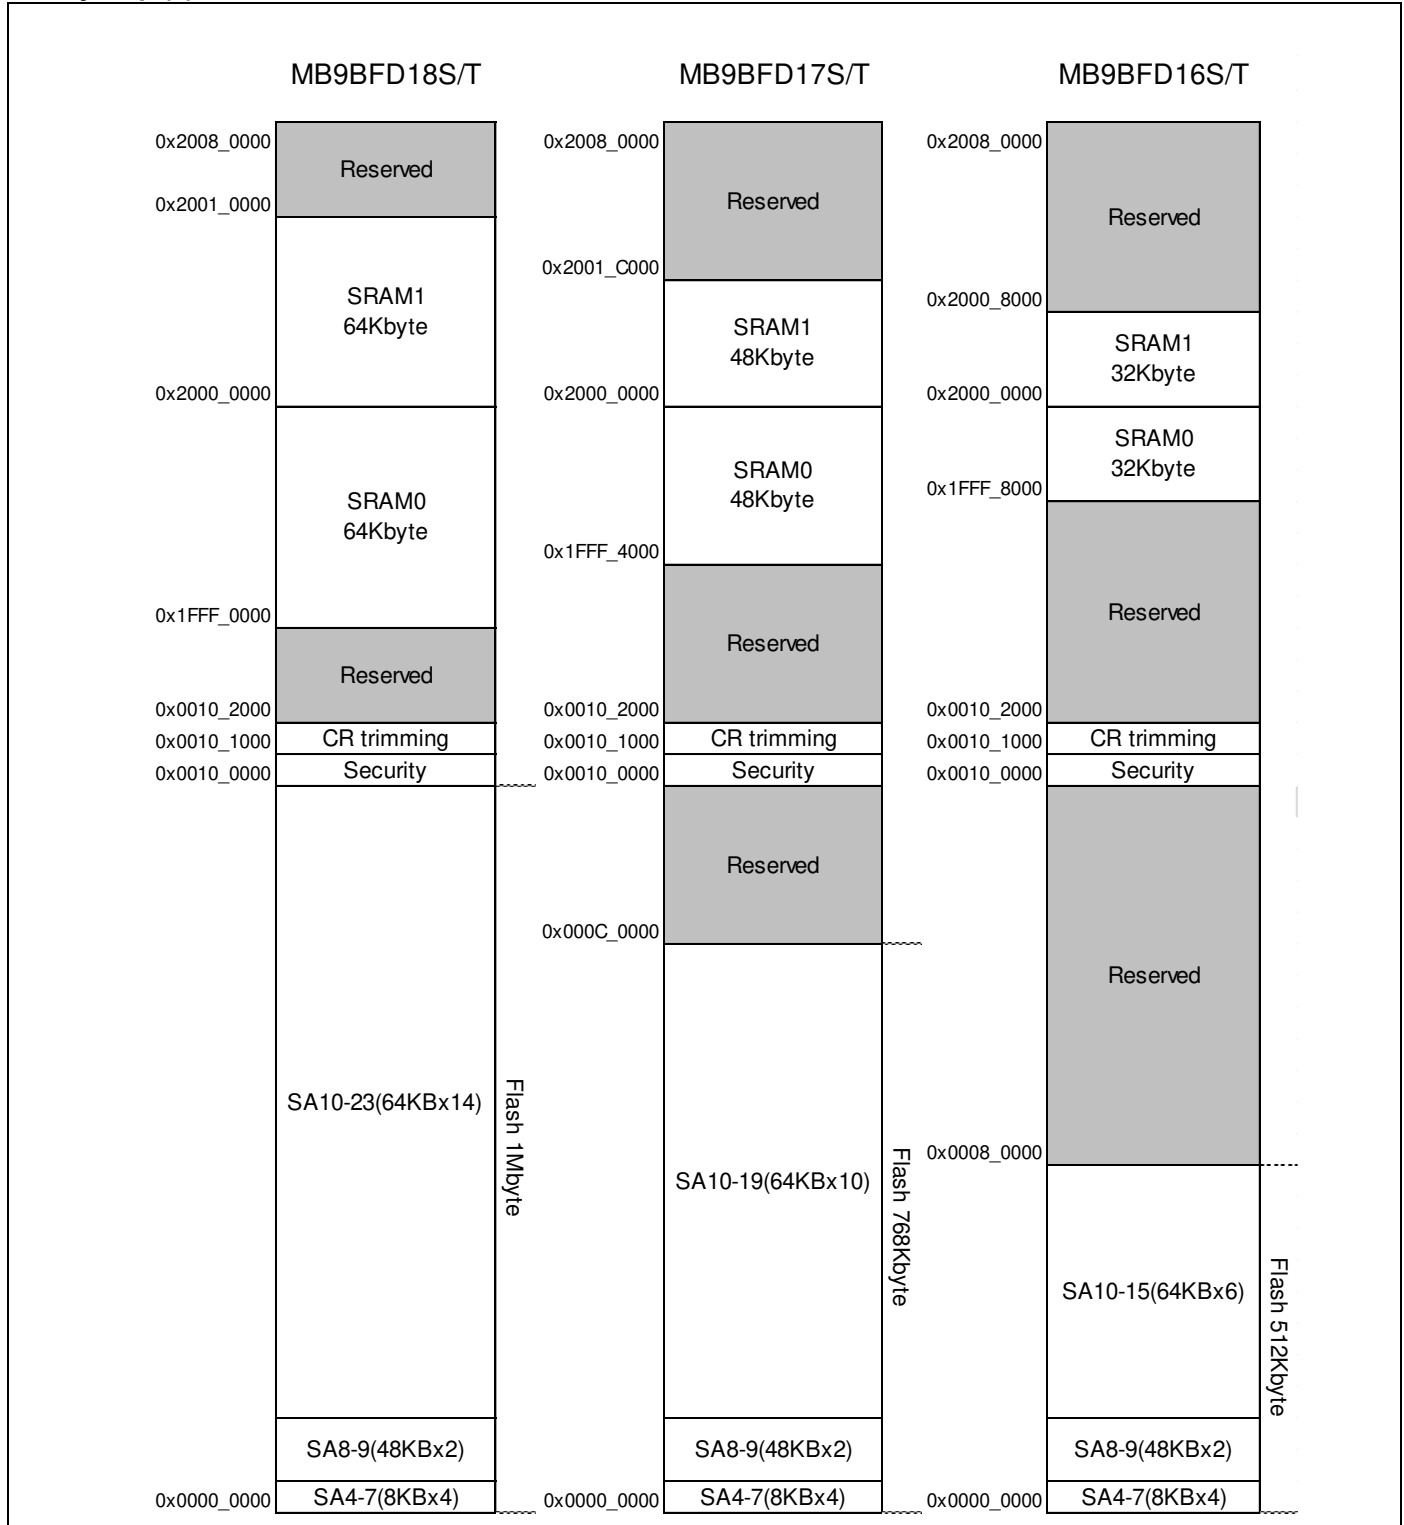 MB9BFD18S/T
0x2008_0000
Reserved
0x2001_0000
SRAM1
64Kbyte
0x2000_0000
SRAM0
64Kbyte
0x1FFF_0000
Reserved
0x0010_2000
CR trimming
0x0010_1000
Security
0x0010_0000
SA10-23(64KBx14)
Flash 1Mbyte
SA8-9(48KBx2)
SA4-7(8KBx4)
0x0000_0000
MB9BFD17S/T
0x2008_0000
Reserved
0x2001_C000
SRAM1
48Kbyte
0x2000_0000
SRAM0
48Kbyte
0x1FFF_4000
Reserved
0x0010_2000
CR trimming
0x0010_1000
Security
0x0010_0000
Reserved
0x000C_0000
SA10-19(64KBx10)
Flash 768Kbyte
SA8-9(48KBx2)
SA4-7(8KBx4)
0x0000_0000
MB9BFD16S/T
0x2008_0000
Reserved
0x2000_8000
SRAM1
32Kbyte
0x2000_0000
SRAM0
32Kbyte
0x1FFF_8000
Reserved
0x0010_2000
CR trimming
0x0010_1000
Security
0x0010_0000
Reserved
0x0008_0000
SA10-15(64KBx6)
Flash 512Kbyte
SA8-9(48KBx2)
SA4-7(8KBx4)
0x0000_0000